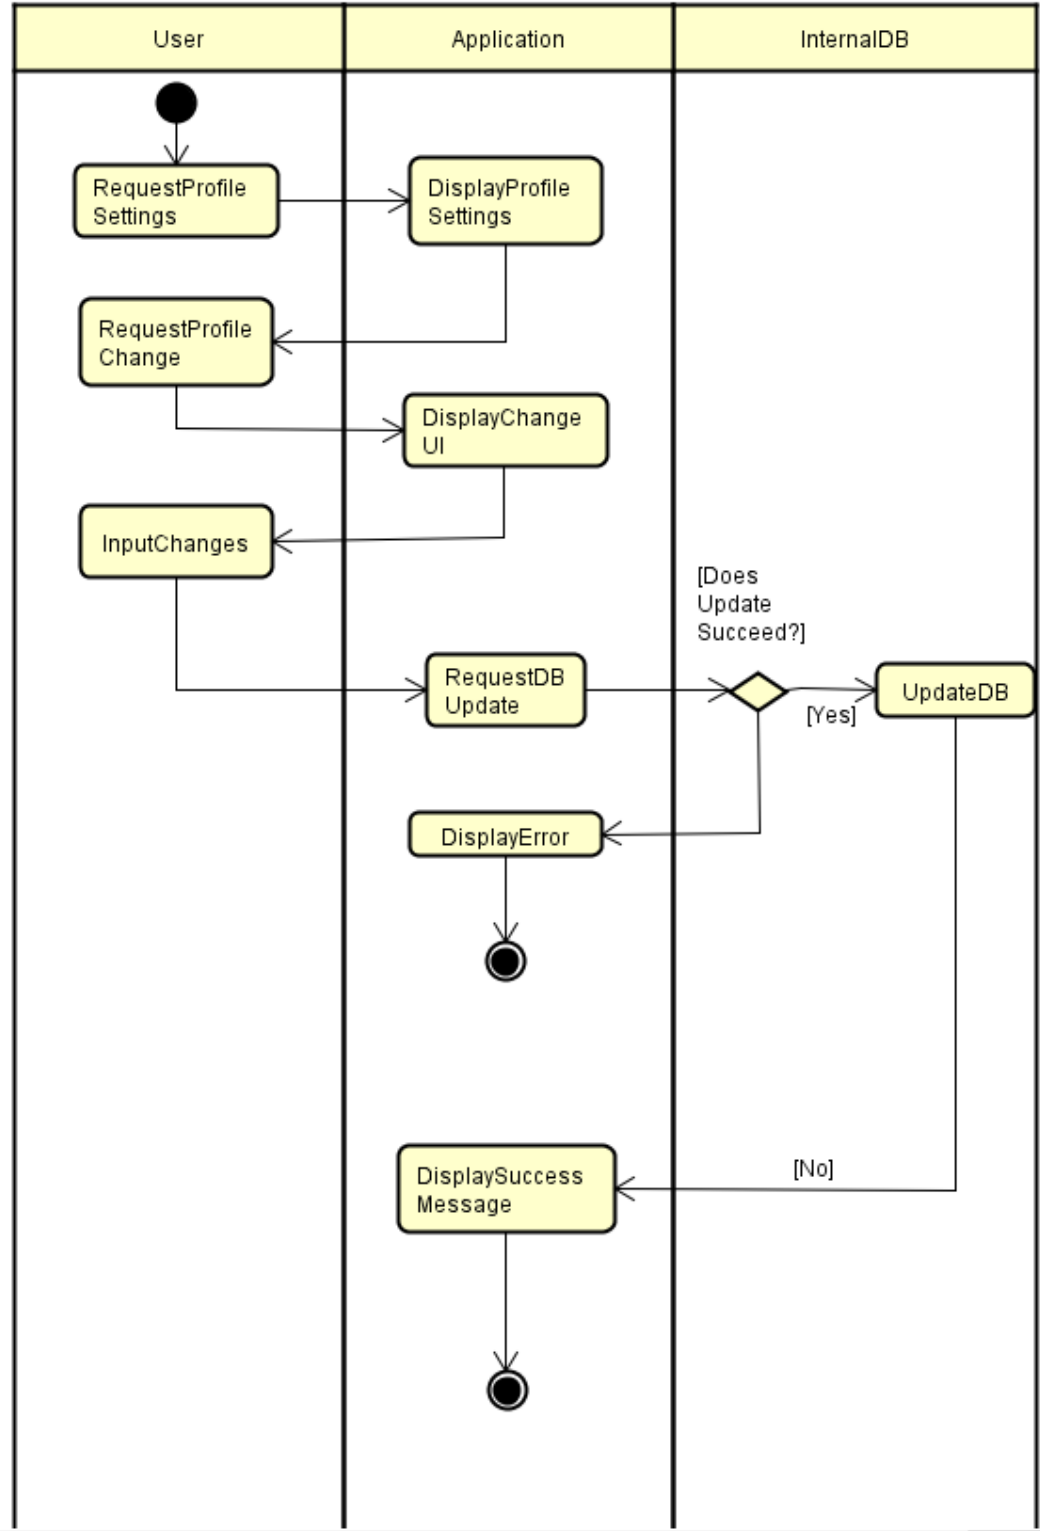 User
Application
InternalDB
RequestProfile
Settings
DisplayProfile
Settings
RequestProfile
Change
DisplayChange
UI
InputChanges
[Does
Update
Succeed?]
RequestDB
Update
UpdateDB
[Yes]
DisplayError
[No]
DisplaySuccess
Message